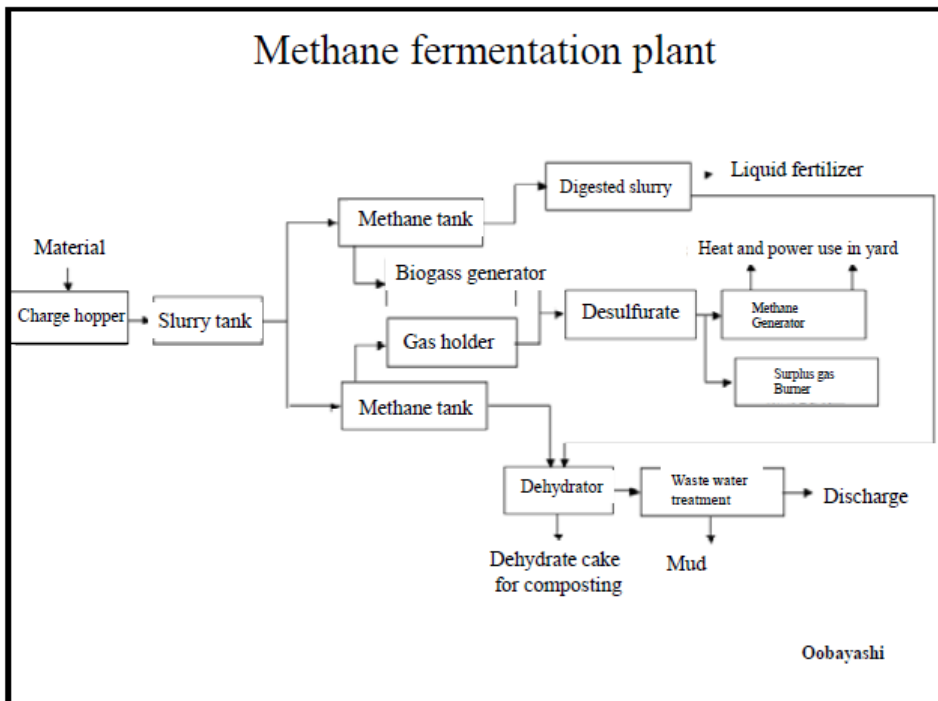 Methane fermentation plant
Liquid fertilizer
Digested slurry
Methane tank
Material
Heat and power use in yard
Biogass generator
Charge hopper
Slurry tank
Desulfurate
Methane
Generator
Gas holder
Surplus gas
Burner
Methane tank
Dehydrator
Waste water
treatment
Discharge
Dehydrate cake
for composting
Mud
Oobayashi